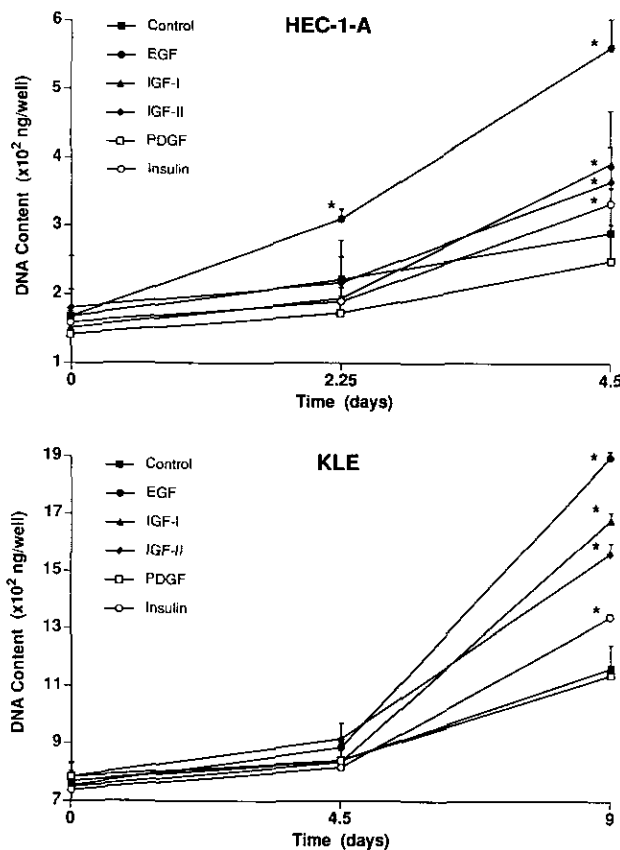 HEC-1-A
Control
EGF
IGF-I
IGF-II
PDGF
Insulin
DNA Content (x10² ng/well)
6
5
4
3
2
1
*
*
*
*
*
0
2.25
4.5
Time (days)
KLE
Control
EGF
IGF-I
IGF-II
PDGF
Insulin
DNA Content (x10² ng/well)
19
17
15
13
11
9
7
*
*
*
*
0
4.5
9
Time (days)